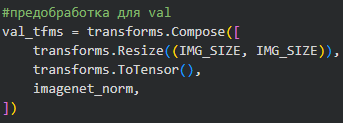 #предобработка для val
val_tfms = transforms.Compose([
    transforms.Resize((IMG_SIZE, IMG_SIZE)),
    transforms.ToTensor(),
    imagenet_norm,
])